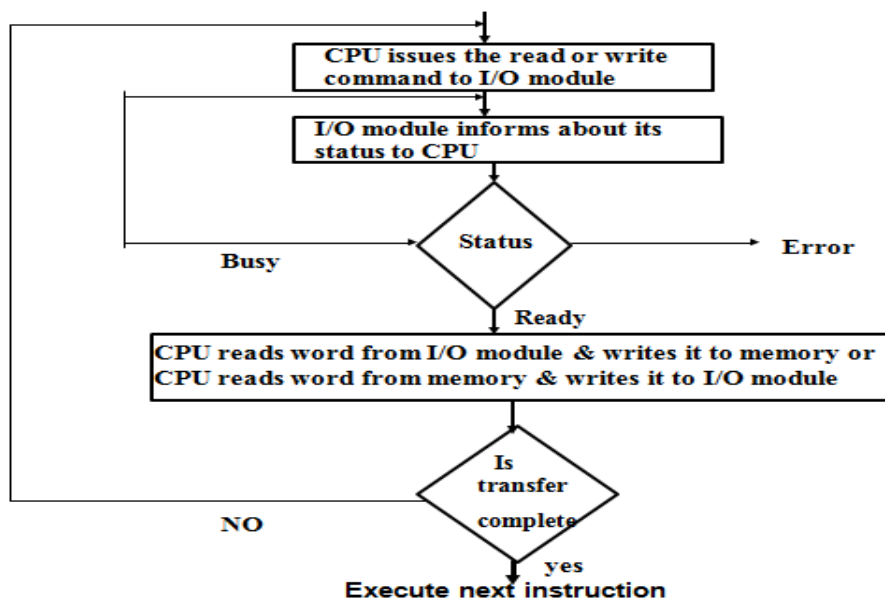 CPU issues the read or write
command to I/O module
I/O module informs about its
status to CPU
Status
Busy
Error
Ready
CPU reads word from I/O module & writes it to memory or
CPU reads word from memory & writes it to I/O module
Is
transfer
complete
NO
yes
Execute next instruction